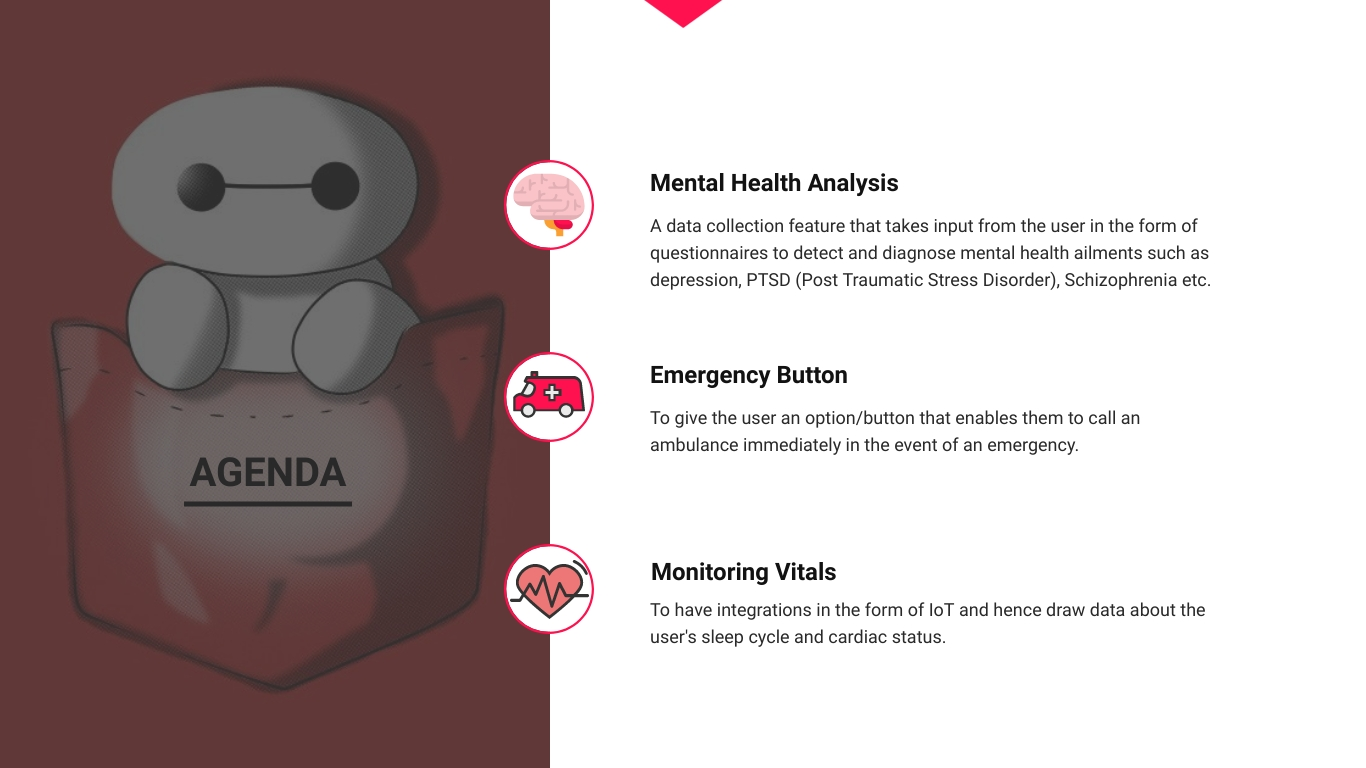 AGENDA
Mental Health Analysis
A data collection feature that takes input from the user in the form of
questionnaires to detect and diagnose mental health ailments such as
depression, PTSD (Post Traumatic Stress Disorder), Schizophrenia etc.
Emergency Button
To give the user an option/button that enables them to call an
ambulance immediately in the event of an emergency.
Monitoring Vitals
To have integrations in the form of IoT and hence draw data about the
user's sleep cycle and cardiac status.